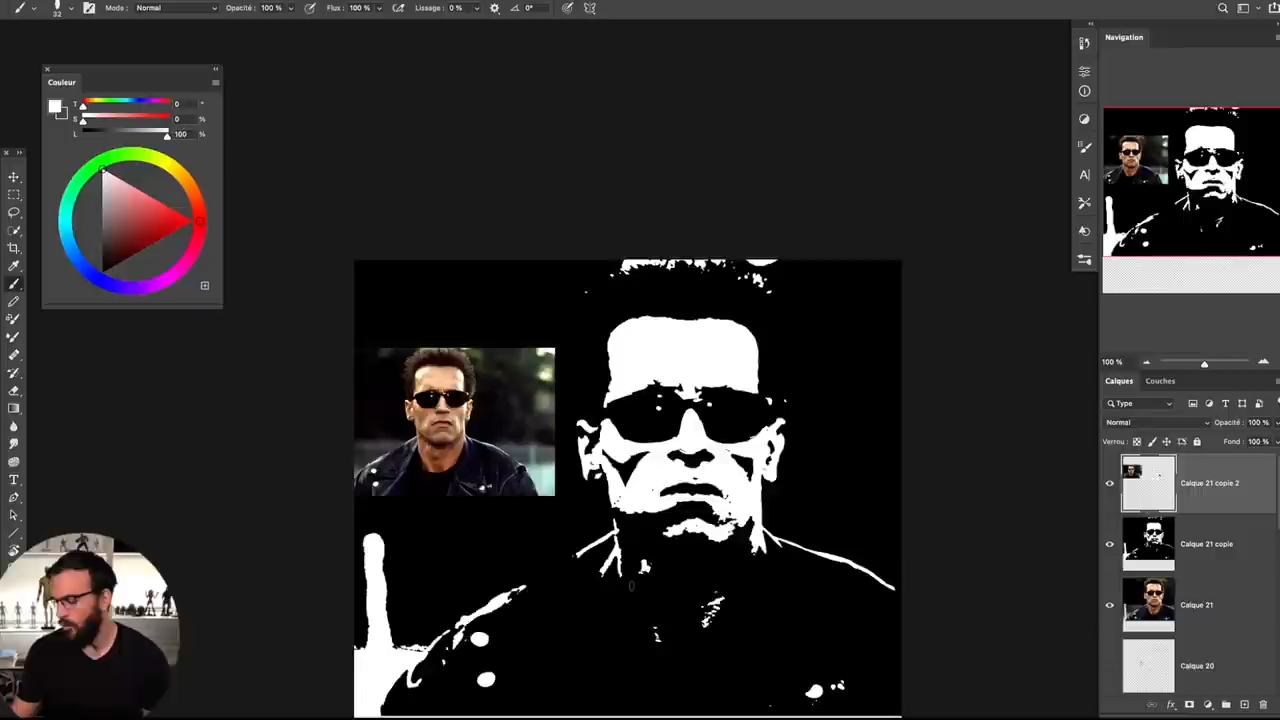 32
Mode : Normal Opacité : 100 % Flux : 100 % Lissage : 0 % 0°
Couleur
T 0 °
S 0 %
L 100 %
Navigation
100 %
Calques Couches
Type
Normal Opacité : 100 %
Verrou : Fond : 100 %
Calque 21 copie 2
Calque 21 copie
Calque 21
Calque 20